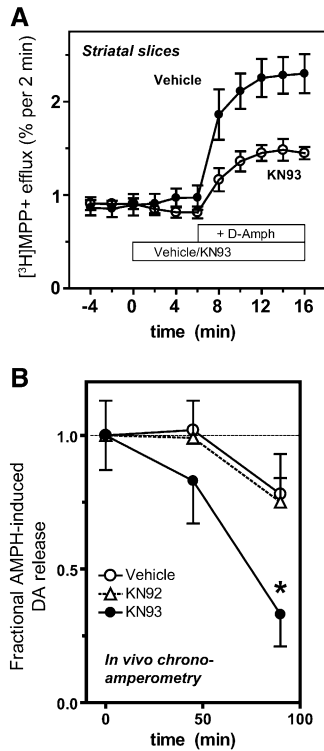 A
Striatal slices
Vehicle
KN93
+ D-Amph
Vehicle/KN93
[³H]MPP+ efflux (% per 2 min)
2
1
0
-4 0 4 8 12 16
time (min)
B
Fractional AMPH-induced
DA release
1.0
0.5
0.0
Vehicle
KN92
KN93
*
In vivo chrono-
amperometry
0 50 100
time (min)